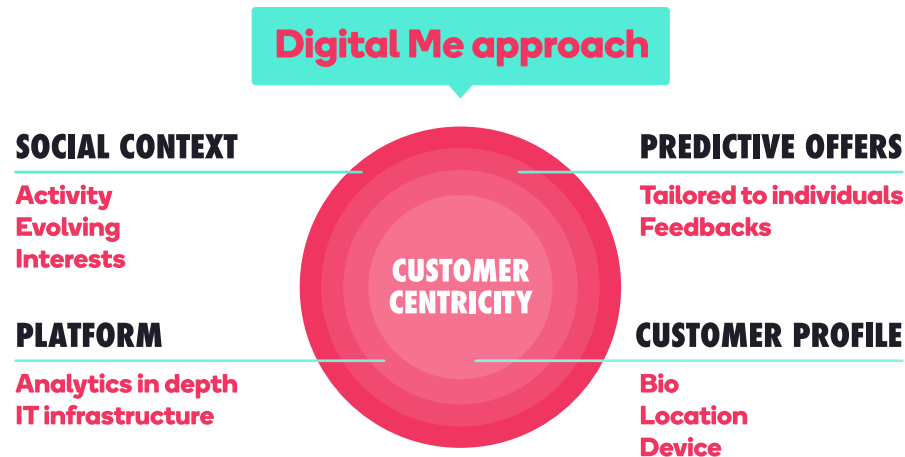 Digital Me approach
SOCIAL CONTEXT
Activity
Evolving
Interests
PREDICTIVE OFFERS
Tailored to individuals
Feedbacks
CUSTOMER
CENTRICITY
PLATFORM
Analytics in depth
IT infrastructure
CUSTOMER PROFILE
Bio
Location
Device